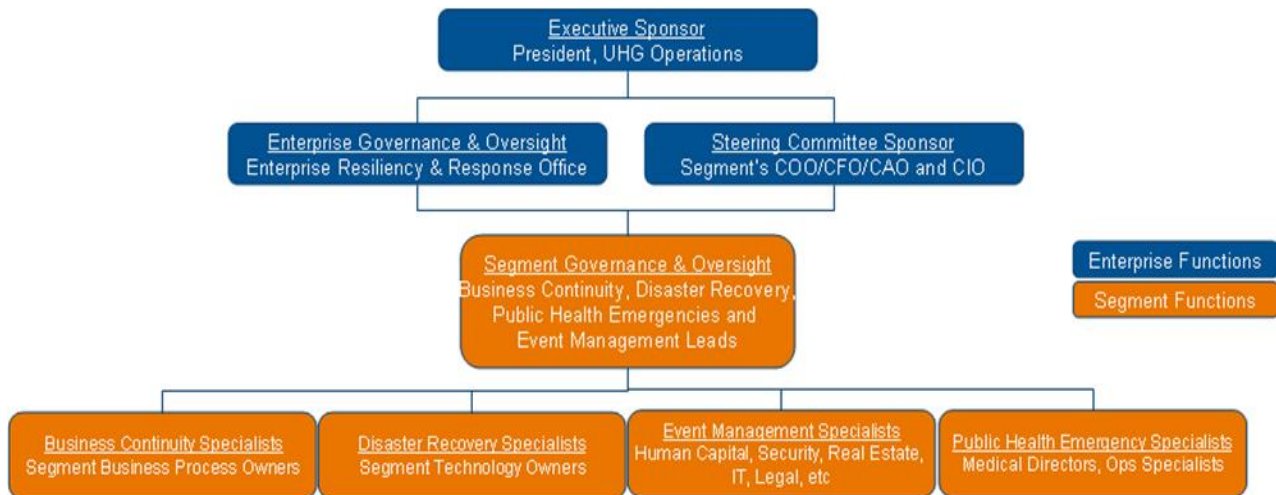 Executive Sponsor
President, UHG Operations
Enterprise Governance & Oversight
Enterprise Resiliency & Response Office
Steering Committee Sponsor
Segment's COO/CFO/CAO and CIO
Segment Governance & Oversight
Business Continuity, Disaster Recovery,
Public Health Emergencies and
Event Management Leads
Enterprise Functions
Segment Functions
Business Continuity Specialists
Segment Business Process Owners
Disaster Recovery Specialists
Segment Technology Owners
Event Management Specialists
Human Capital, Security, Real Estate,
IT, Legal, etc
Public Health Emergency Specialists
Medical Directors, Ops Specialists